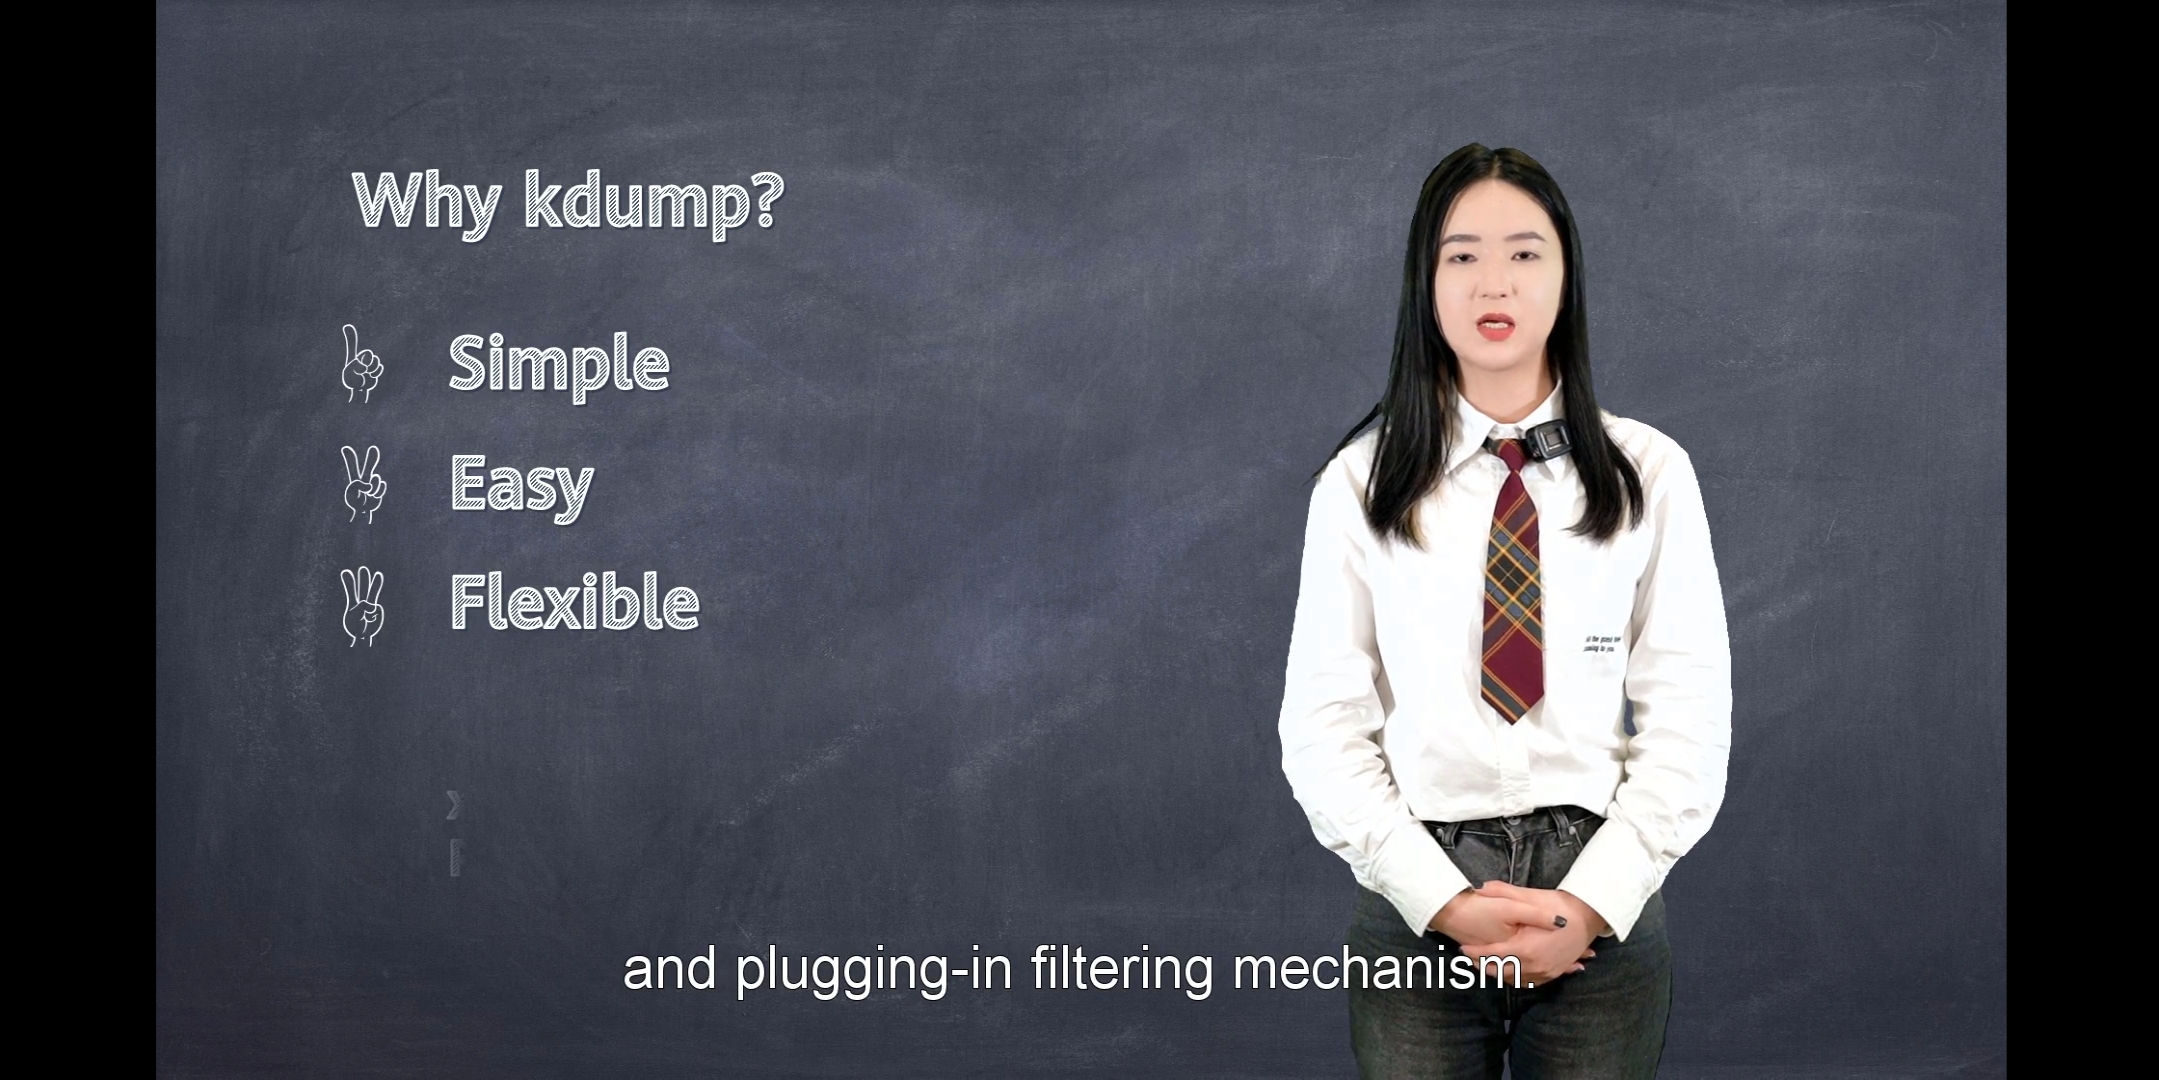 Why kdump?
Simple
Easy
Flexible
and plugging-in filtering mechanism.